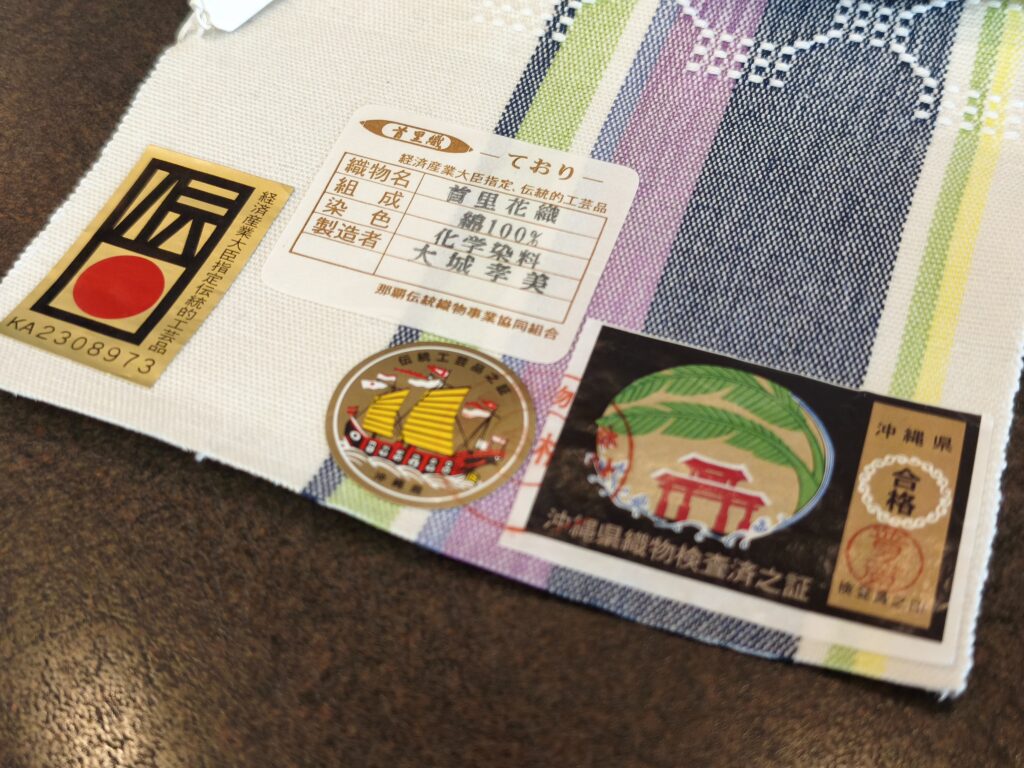 伝
経済産業大臣指定伝統的工芸品
KA2308973
首里織
ており
経済産業大臣指定、伝統的工芸品
織物名 首里花織
組成 綿100%
染色 化学染料
製造者 大城孝美
那覇伝統織物事業協同組合
伝統工芸品之証
沖縄県
沖縄県織物検査済之証
沖縄県
合格
検査員之印